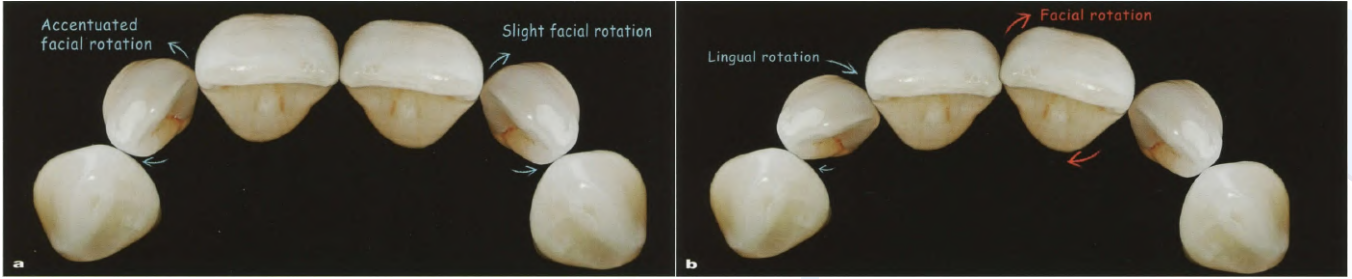 Accentuated
facial rotation
Slight facial rotation
a
Facial rotation
Lingual rotation
b